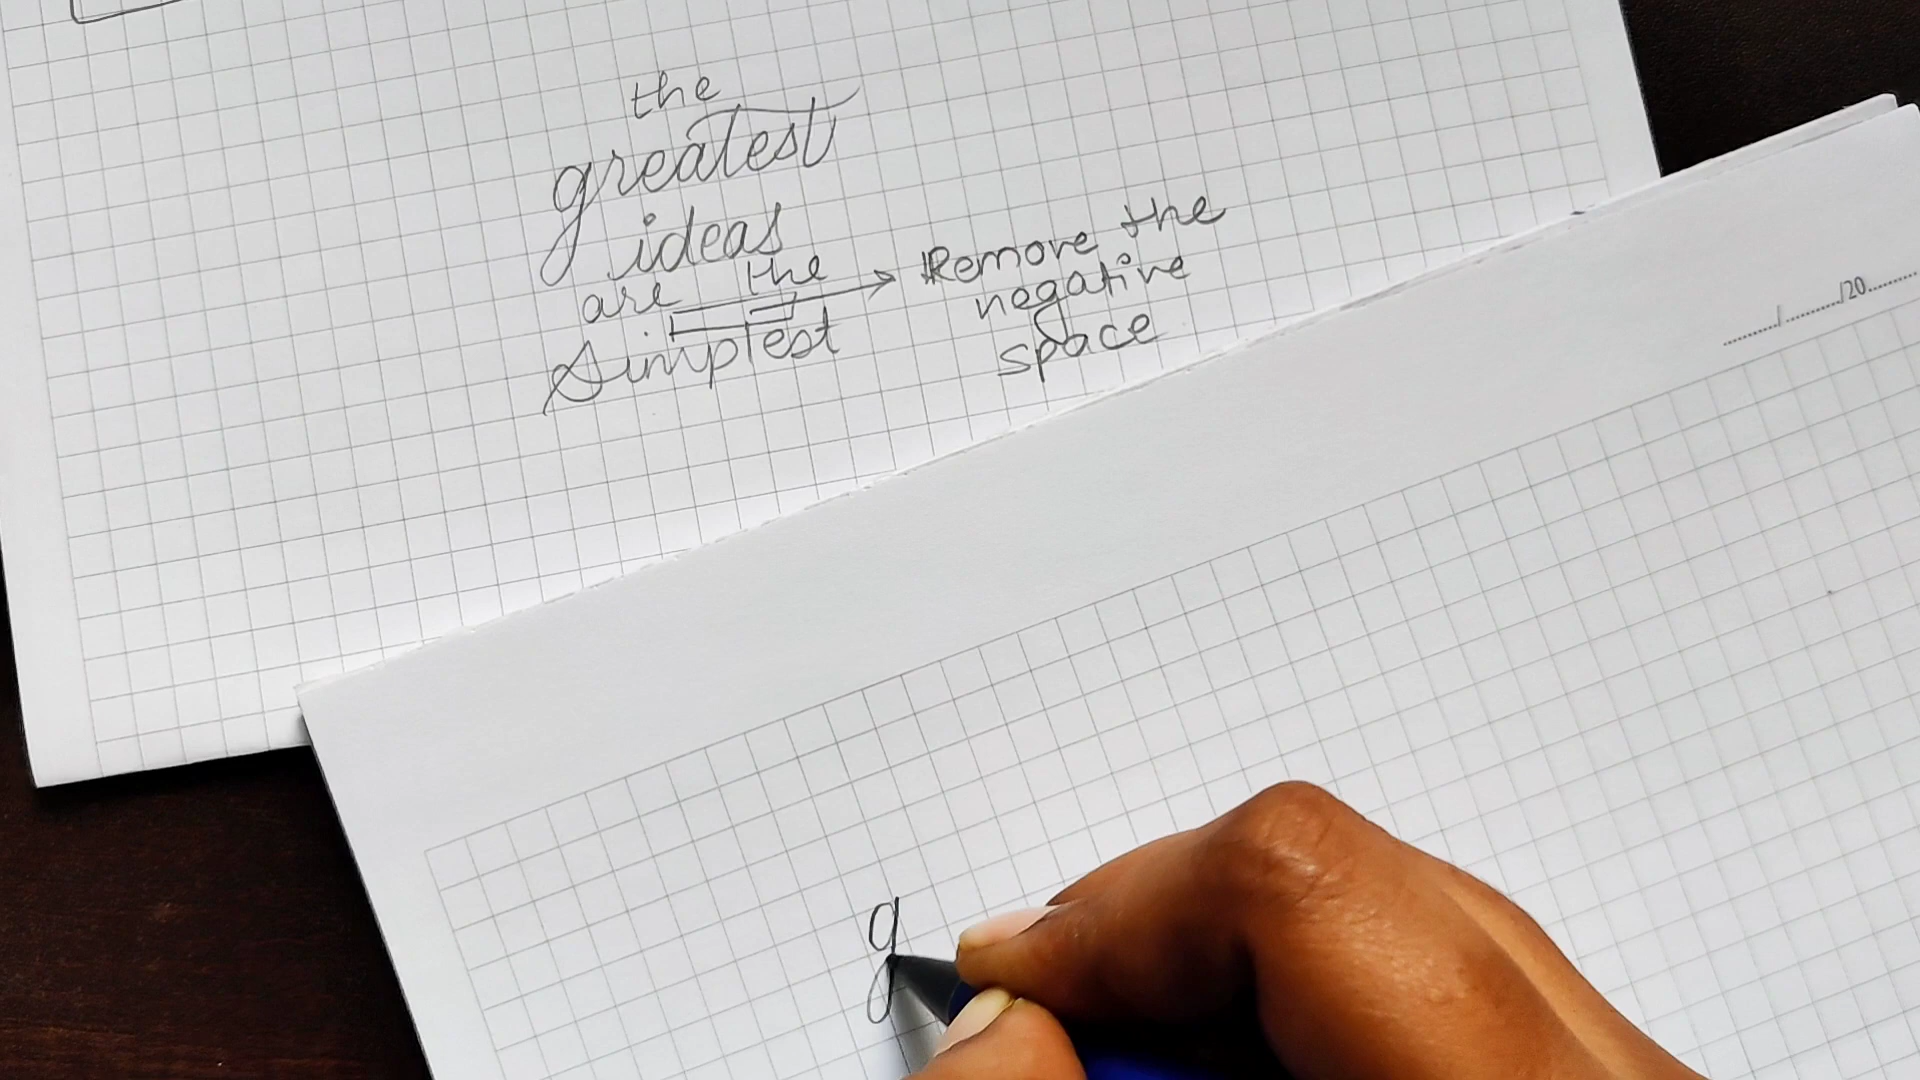 the
greatest
ideas
are the
simplest
Remove the
negative
space
......../........./20.........
g